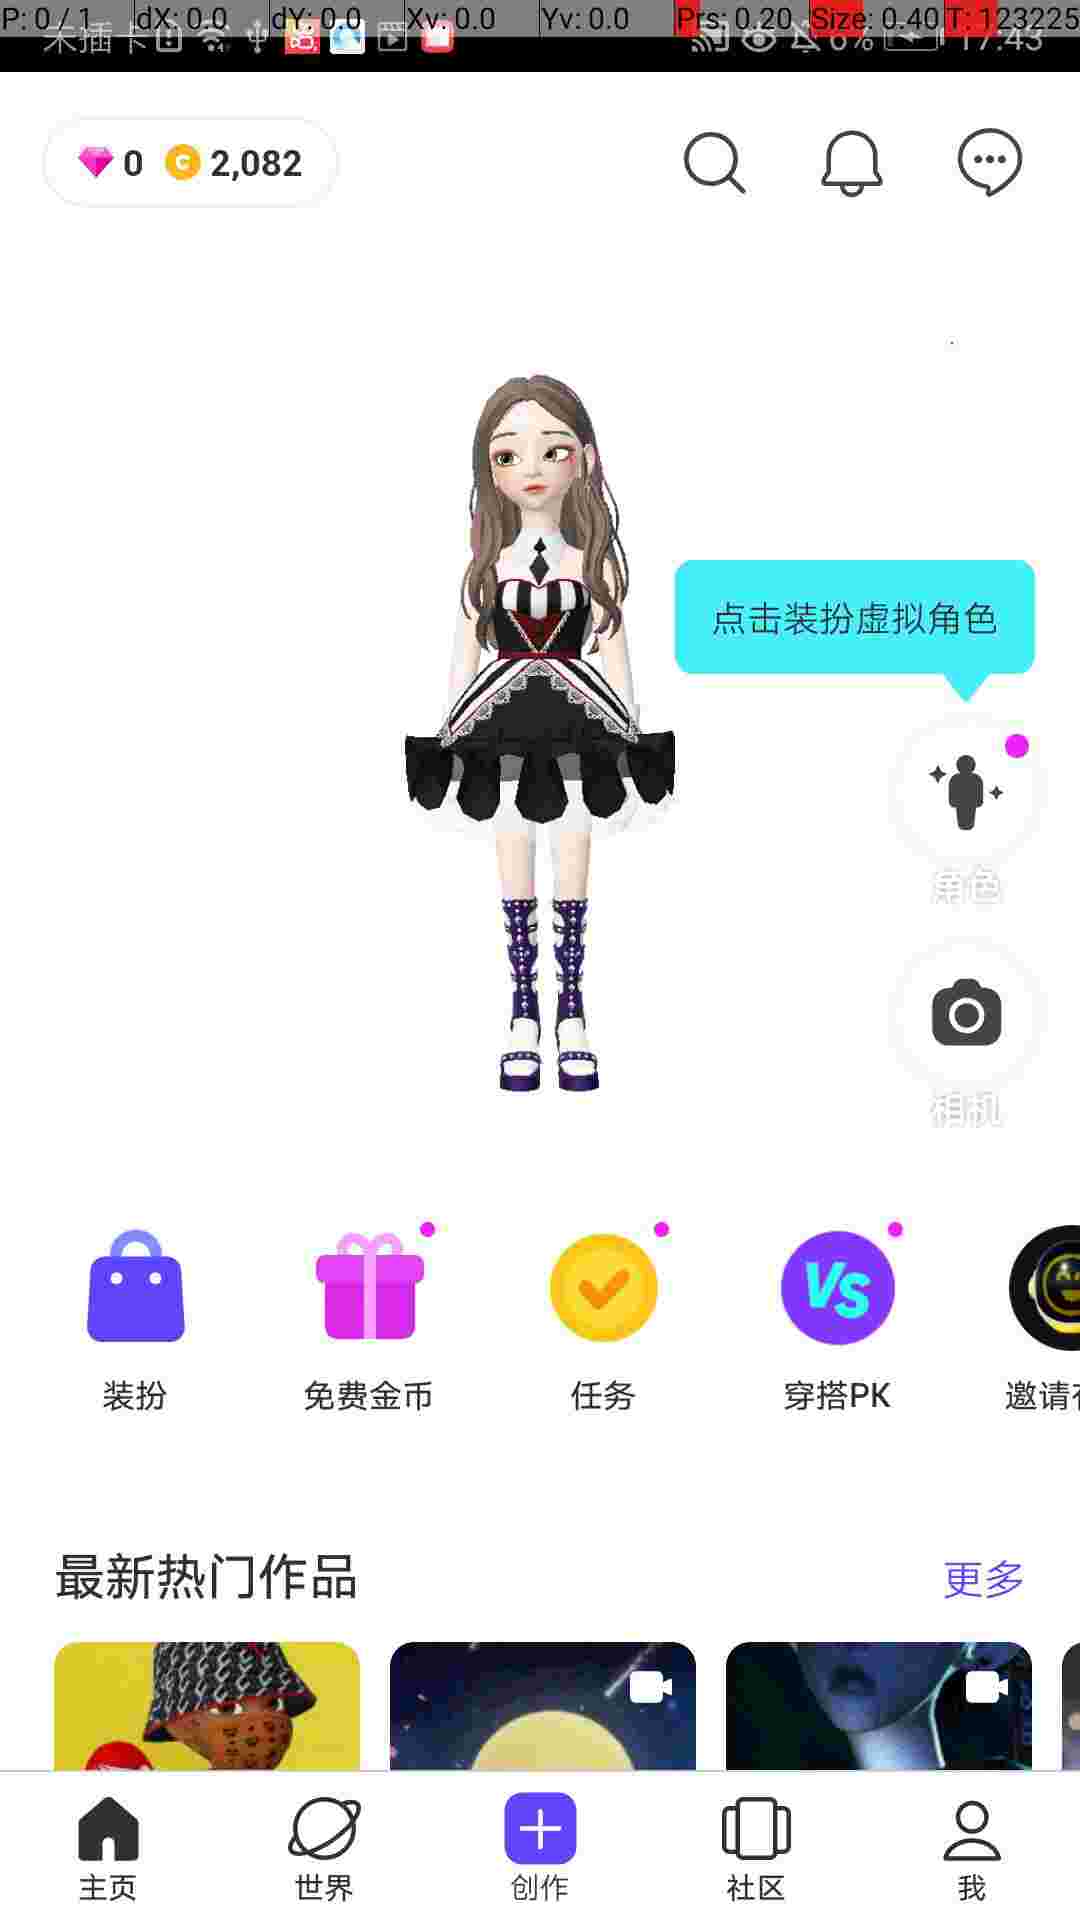 P: 0 / 1 dX: 0.0 dY: 0.0 Xv: 0.0 Yv: 0.0 Prs: 0.20 Size: 0.40 T: 123225
未插卡 6% 17:43
0 2,082
点击装扮虚拟角色
角色
相机
VS
装扮 免费金币 任务 穿搭PK 邀请
最新热门作品 更多
主页 世界 创作 社区 我